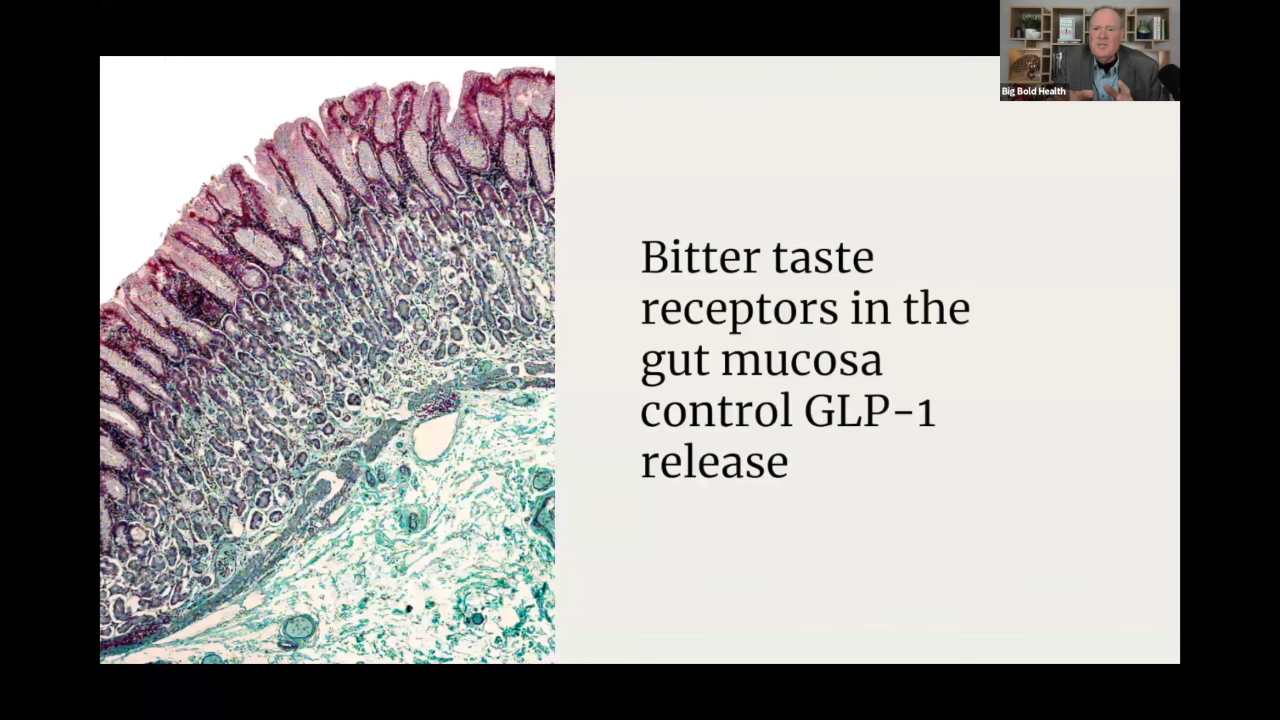 Big Bold Health
Bitter taste
receptors in the
gut mucosa
control GLP-1
release